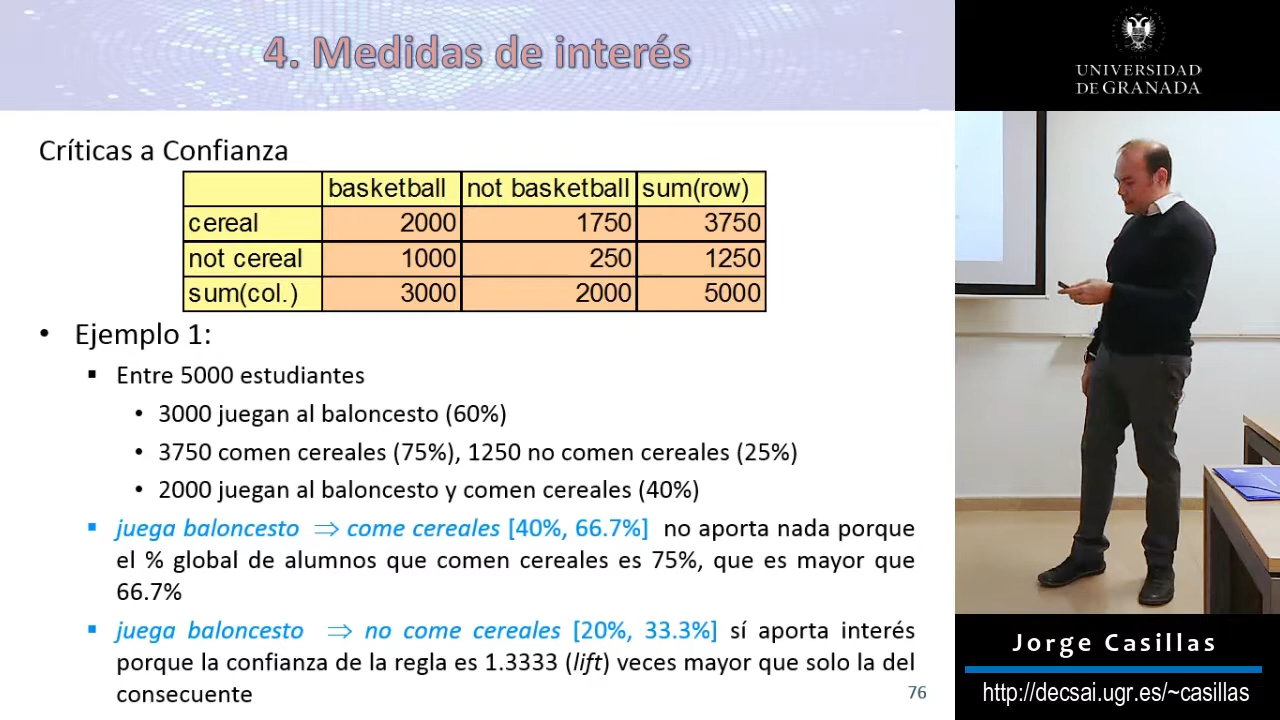 4. Medidas de interés
UNIVERSIDAD
DE GRANADA
Críticas a Confianza
basketball not basketball sum(row)
cereal 2000 1750 3750
not cereal 1000 250 1250
sum(col.) 3000 2000 5000
• Ejemplo 1:
▪ Entre 5000 estudiantes
• 3000 juegan al baloncesto (60%)
• 3750 comen cereales (75%), 1250 no comen cereales (25%)
• 2000 juegan al baloncesto y comen cereales (40%)
▪ juega baloncesto ⇒ come cereales [40%, 66.7%] no aporta nada porque
el % global de alumnos que comen cereales es 75%, que es mayor que
66.7%
▪ juega baloncesto ⇒ no come cereales [20%, 33.3%] sí aporta interés
porque la confianza de la regla es 1.3333 (lift) veces mayor que solo la del
consecuente
76
Jorge Casillas
http://decsai.ugr.es/~casillas